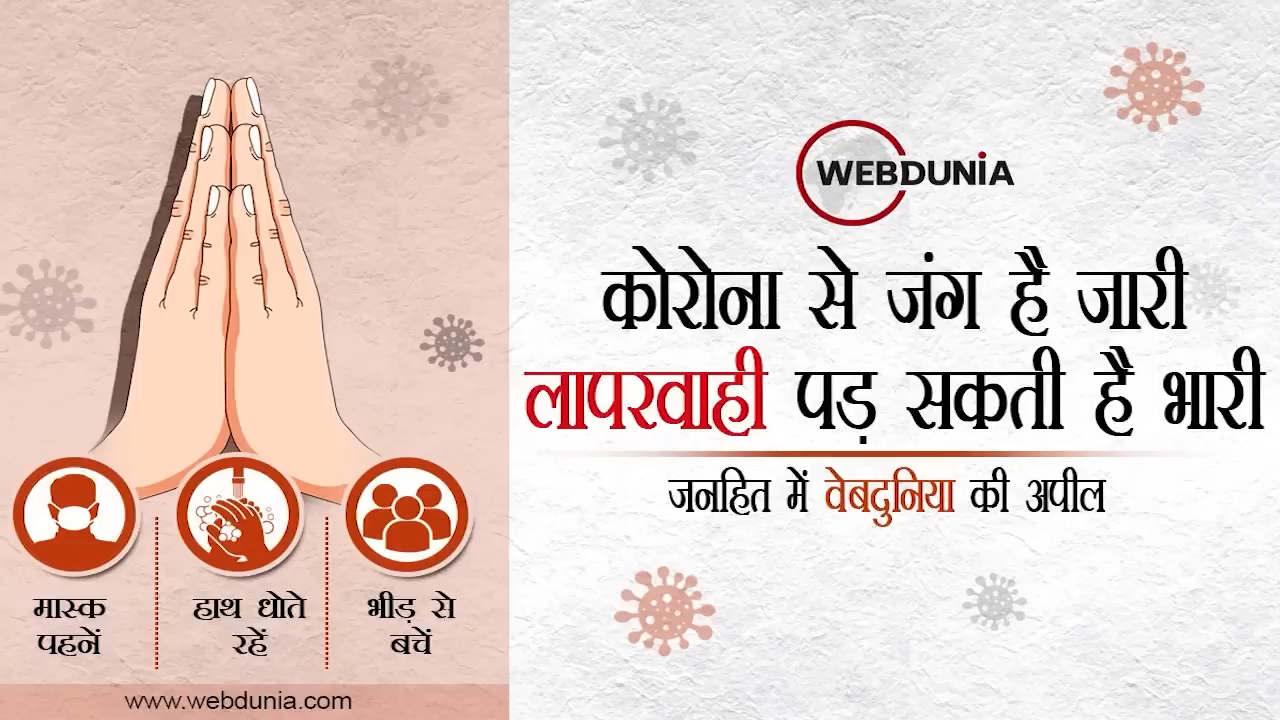 मास्क
पहनें
हाथ धोते
रहें
भीड़ से
बचें
www.webdunia.com
WEBDUNIA
कोरोना से जंग है जारी
लापरवाही पड़ सकती है भारी
जनहित में वेबदुनिया की अपील